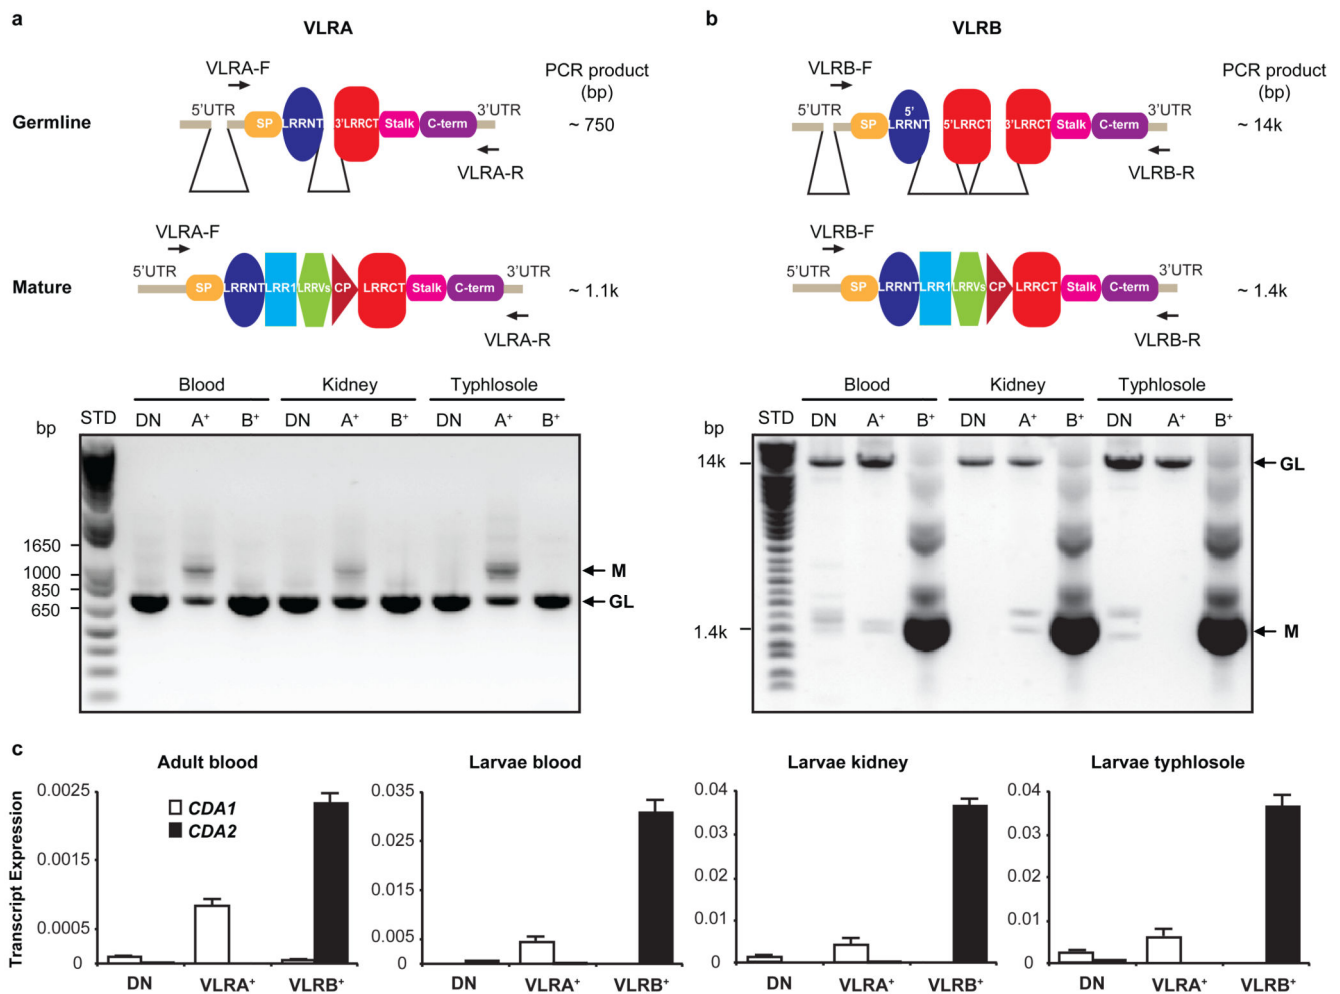 a
VLRA
VLRA-F
PCR product
(bp)
5'UTR
3'UTR
Germline
SP
LRRNT
3'LRRCT
Stalk
C-term
~ 750
VLRA-R
VLRA-F
5'UTR
3'UTR
Mature
SP
LRRNT
LRR1
LRRVs
CP
LRRCT
Stalk
C-term
~ 1.1k
VLRA-R
Blood
Kidney
Typhlosole
bp
STD
DN
A+
B+
DN
A+
B+
DN
A+
B+
1650
1000
850
650
M
GL
b
VLRB
VLRB-F
PCR product
(bp)
5'UTR
3'UTR
SP
5'
LRRNT
5'LRRCT
3'LRRCT
Stalk
C-term
~ 14k
VLRB-R
VLRB-F
5'UTR
3'UTR
SP
LRRNT
LRR1
LRRVs
CP
LRRCT
Stalk
C-term
~ 1.4k
VLRB-R
Blood
Kidney
Typhlosole
bp
STD
DN
A+
B+
DN
A+
B+
DN
A+
B+
14k
1.4k
GL
M
c
Transcript Expression
Adult blood
0.0025
0.0015
0.0005
0
CDA1
CDA2
DN
VLRA+
VLRB+
Larvae blood
0.035
0.025
0.015
0.005
0
DN
VLRA+
VLRB+
Larvae kidney
0.04
0.03
0.02
0.01
0
DN
VLRA+
VLRB+
Larvae typhlosole
0.04
0.03
0.02
0.01
0
DN
VLRA+
VLRB+